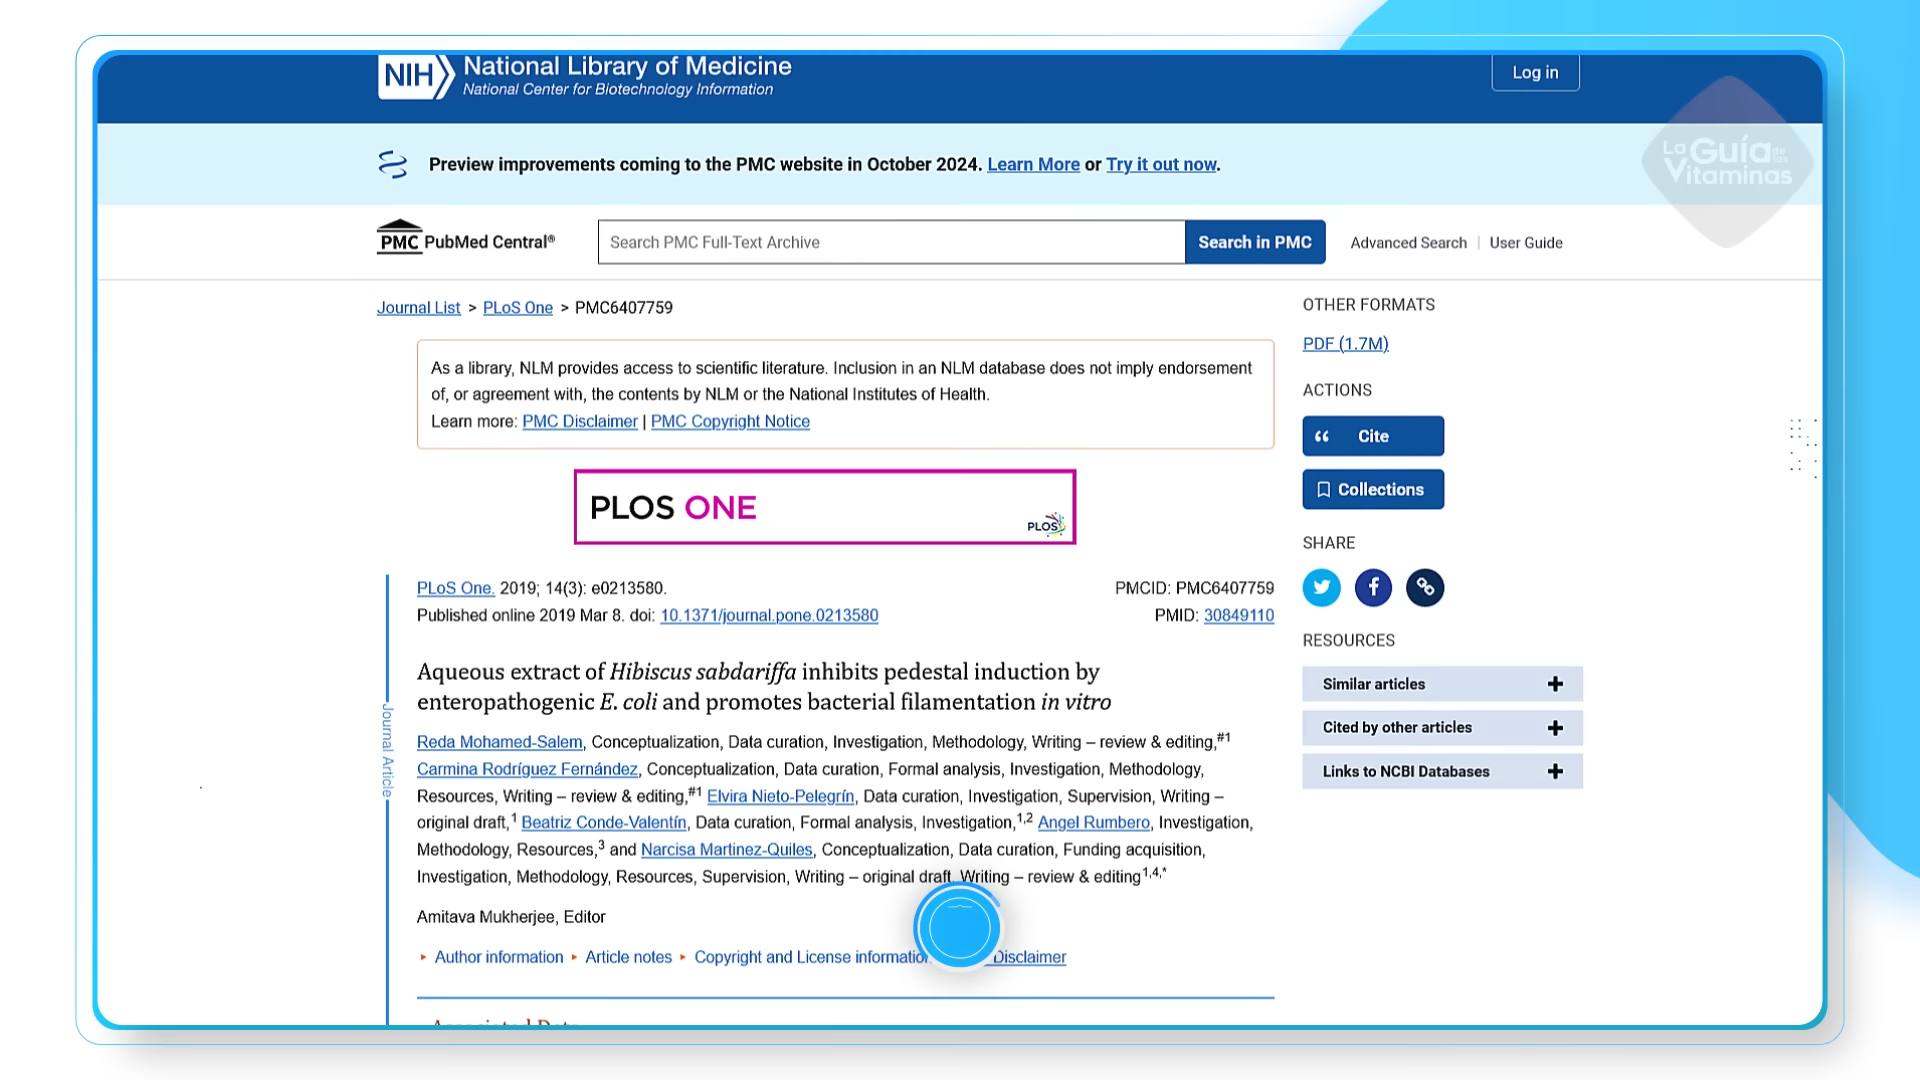 NIH National Library of Medicine
National Center for Biotechnology Information
Log in
La Guía de las Vitaminas
Preview improvements coming to the PMC website in October 2024. Learn More or Try it out now.
PMC PubMed Central®
Search PMC Full-Text Archive
Search in PMC
Advanced Search | User Guide
Journal List > PLoS One > PMC6407759
As a library, NLM provides access to scientific literature. Inclusion in an NLM database does not imply endorsement
of, or agreement with, the contents by NLM or the National Institutes of Health.
Learn more: PMC Disclaimer | PMC Copyright Notice
PLOS ONE
PLOS
PLoS One. 2019; 14(3): e0213580.
PMCID: PMC6407759
Published online 2019 Mar 8. doi: 10.1371/journal.pone.0213580
PMID: 30849110
Aqueous extract of Hibiscus sabdariffa inhibits pedestal induction by
enteropathogenic E. coli and promotes bacterial filamentation in vitro
Journal Article
Reda Mohamed-Salem, Conceptualization, Data curation, Investigation, Methodology, Writing – review & editing,#1
Carmina Rodríguez Fernández, Conceptualization, Data curation, Formal analysis, Investigation, Methodology,
Resources, Writing – review & editing,#1 Elvira Nieto-Pelegrín, Data curation, Investigation, Supervision, Writing –
original draft,1 Beatriz Conde-Valentín, Data curation, Formal analysis, Investigation,1,2 Angel Rumbero, Investigation,
Methodology, Resources,3 and Narcisa Martinez-Quiles, Conceptualization, Data curation, Funding acquisition,
Investigation, Methodology, Resources, Supervision, Writing – original draft, Writing – review & editing1,4,*
Amitava Mukherjee, Editor
Author information Article notes Copyright and License information Disclaimer
OTHER FORMATS
PDF (1.7M)
ACTIONS
Cite
Collections
SHARE
RESOURCES
Similar articles +
Cited by other articles +
Links to NCBI Databases +